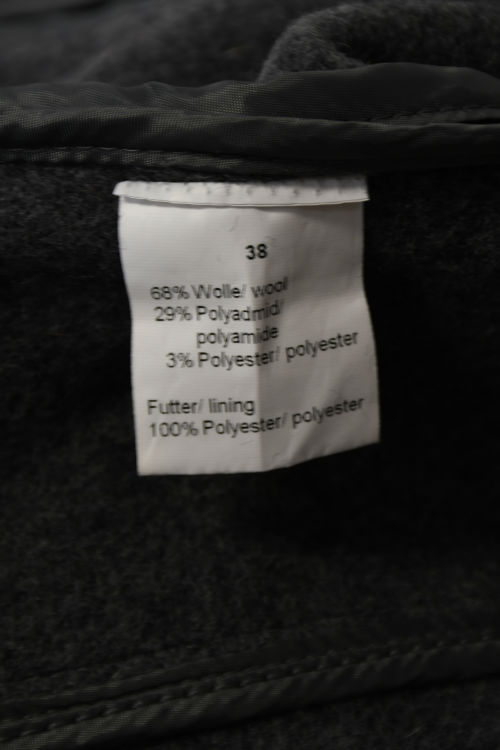 38
68% Wolle/ wool
29% Polyadmid/
polyamide
3% Polyester/ polyester
Futter/ lining
100% Polyester/ polyester